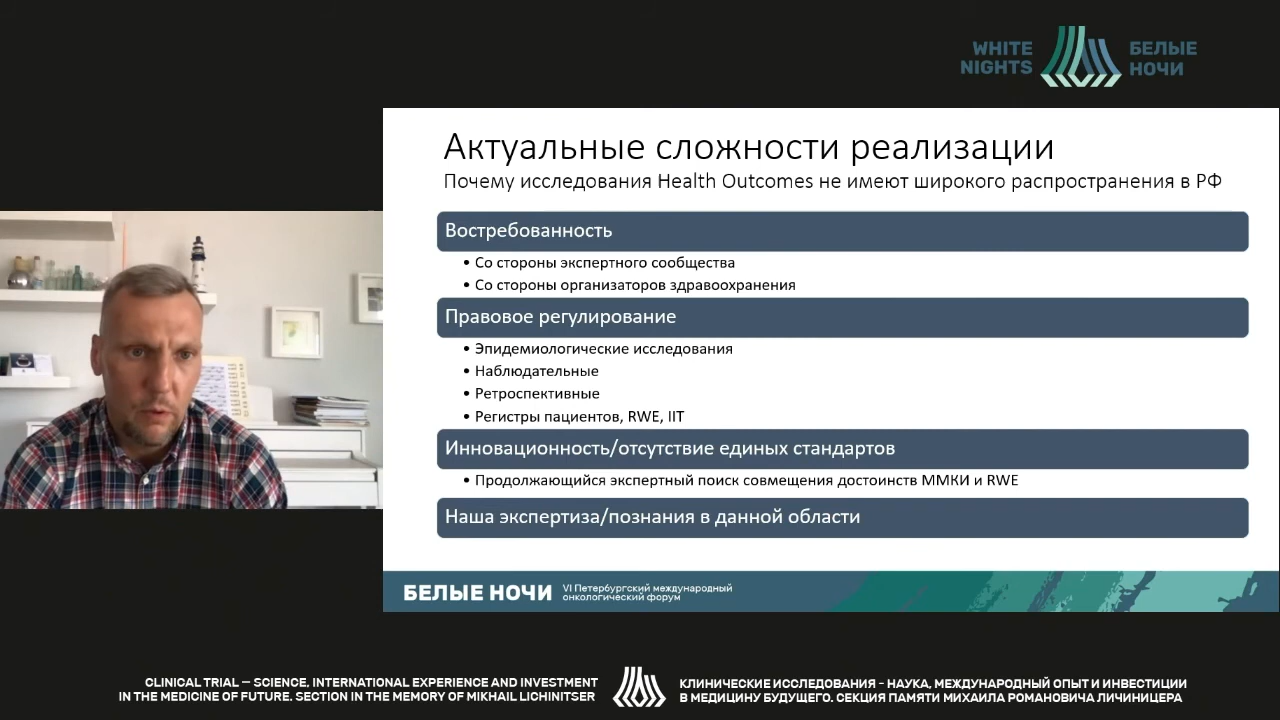 WHITE
NIGHTS
БЕЛЫЕ
НОЧИ
Актуальные сложности реализации
Почему исследования Health Outcomes не имеют широкого распространения в РФ
Востребованность
• Со стороны экспертного сообщества
• Со стороны организаторов здравоохранения
Правовое регулирование
• Эпидемиологические исследования
• Наблюдательные
• Ретроспективные
• Регистры пациентов, RWE, IIT
Инновационность/отсутствие единых стандартов
• Продолжающийся экспертный поиск совмещения достоинств ММКИ и RWE
Наша экспертиза/познания в данной области
БЕЛЫЕ НОЧИ
VI Петербургский международный
онкологический форум
CLINICAL TRIAL – SCIENCE, INTERNATIONAL EXPERIENCE AND INVESTMENT
IN THE MEDICINE OF FUTURE. SECTION IN THE MEMORY OF MIKHAIL LICHINITSER
КЛИНИЧЕСКИЕ ИССЛЕДОВАНИЯ - НАУКА, МЕЖДУНАРОДНЫЙ ОПЫТ И ИНВЕСТИЦИИ
В МЕДИЦИНУ БУДУЩЕГО. СЕКЦИЯ ПАМЯТИ МИХАИЛА РОМАНОВИЧА ЛИЧИНИЦЕРА